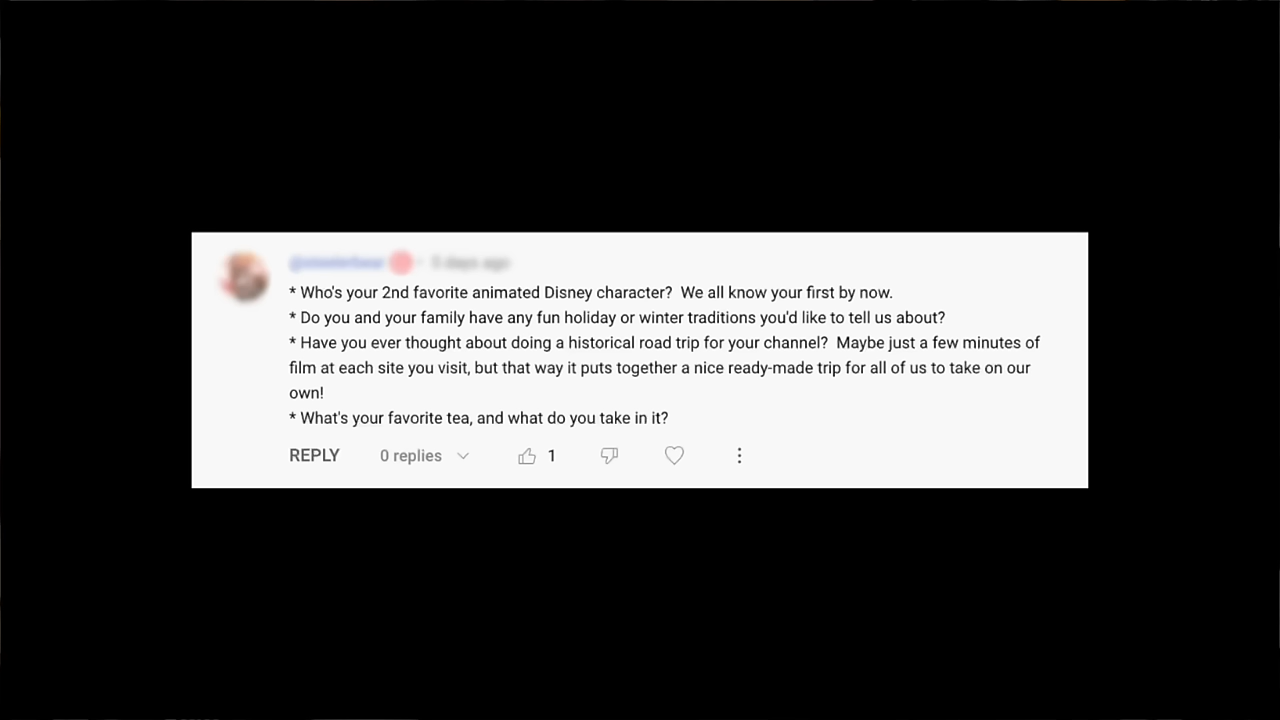 * Who's your 2nd favorite animated Disney character?  We all know your first by now.
* Do you and your family have any fun holiday or winter traditions you'd like to tell us about?
* Have you ever thought about doing a historical road trip for your channel?  Maybe just a few minutes of
film at each site you visit, but that way it puts together a nice ready-made trip for all of us to take on our
own!
* What's your favorite tea, and what do you take in it?
REPLY 0 replies 1